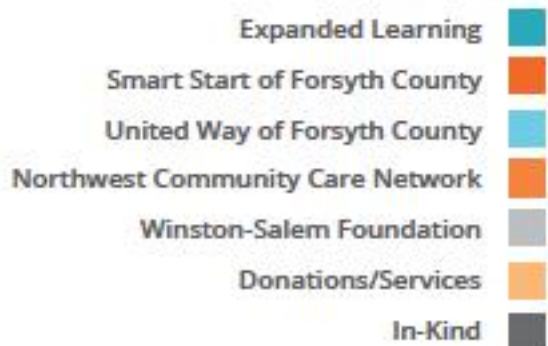 Expanded Learning
Smart Start of Forsyth County
United Way of Forsyth County
Northwest Community Care Network
Winston-Salem Foundation
Donations/Services
In-Kind